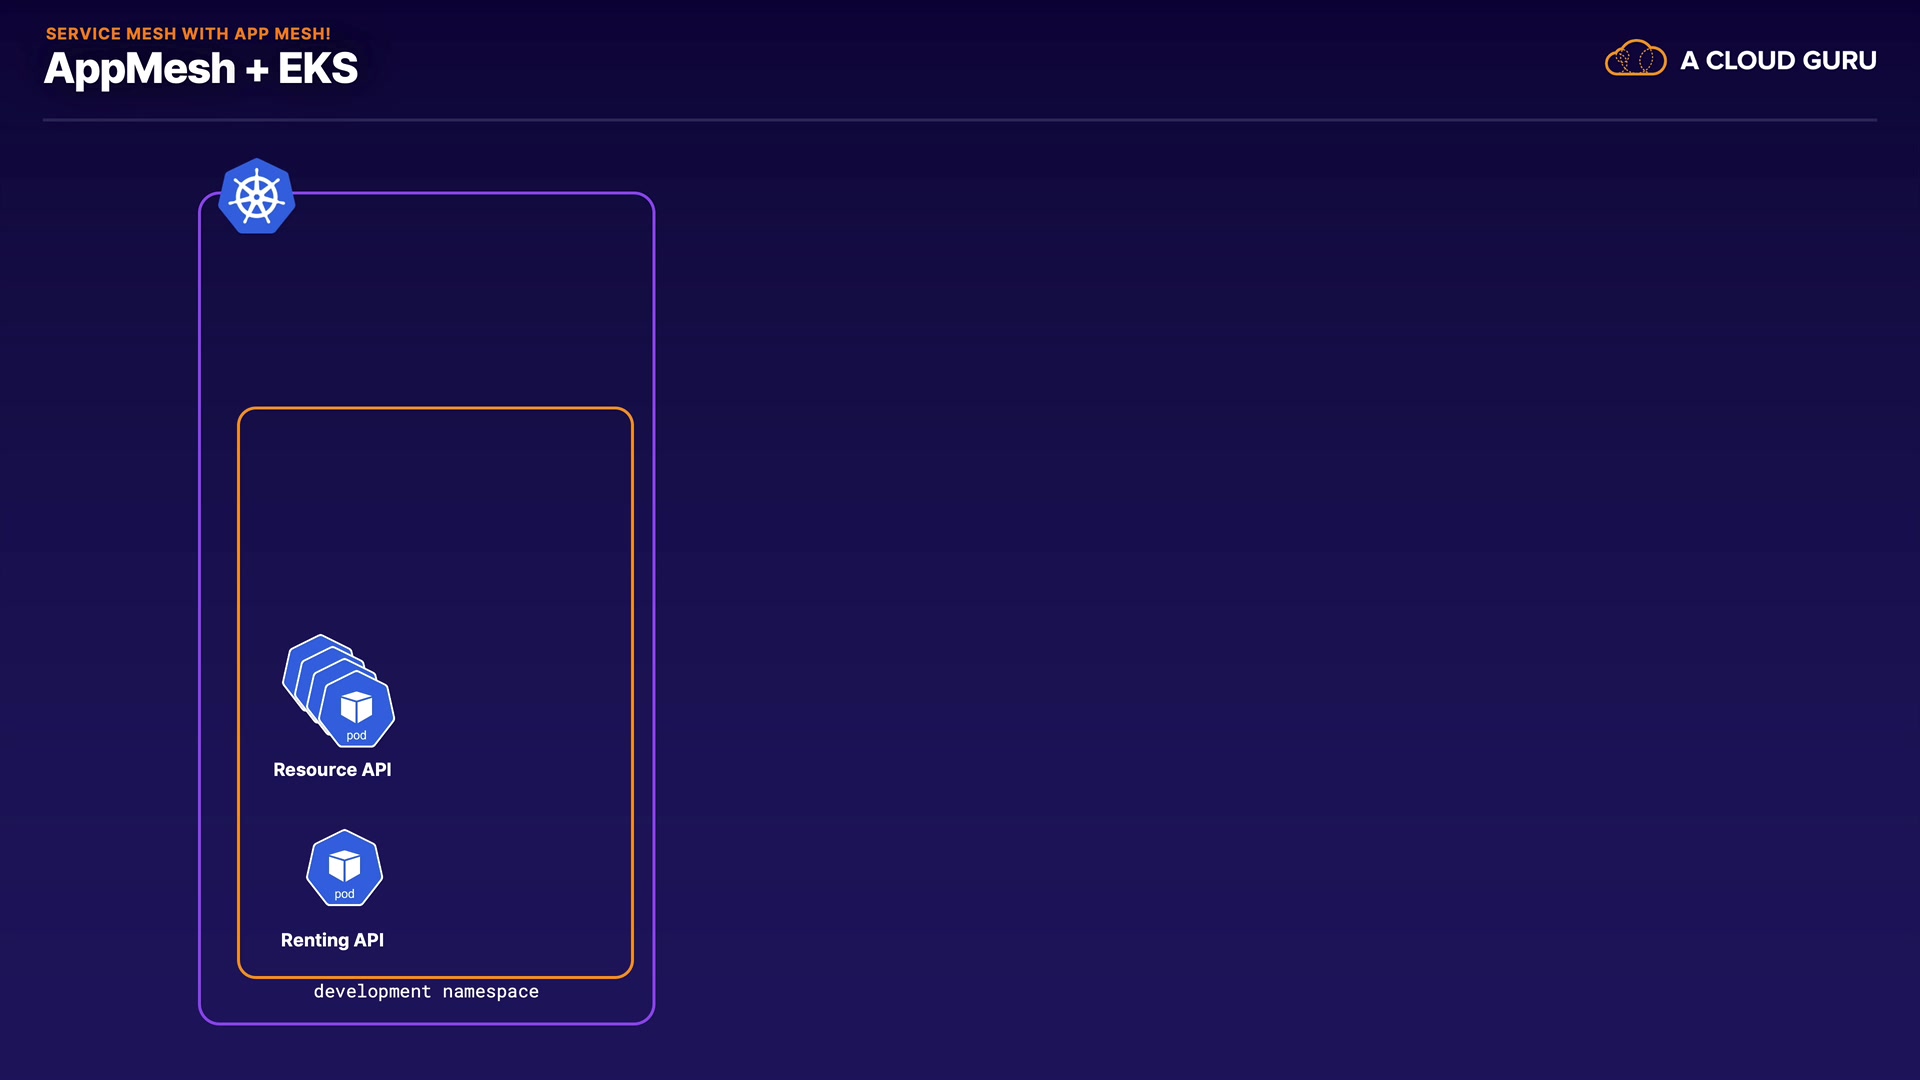 SERVICE MESH WITH APP MESH!
AppMesh + EKS
A CLOUD GURU
pod
Resource API
pod
Renting API
development namespace